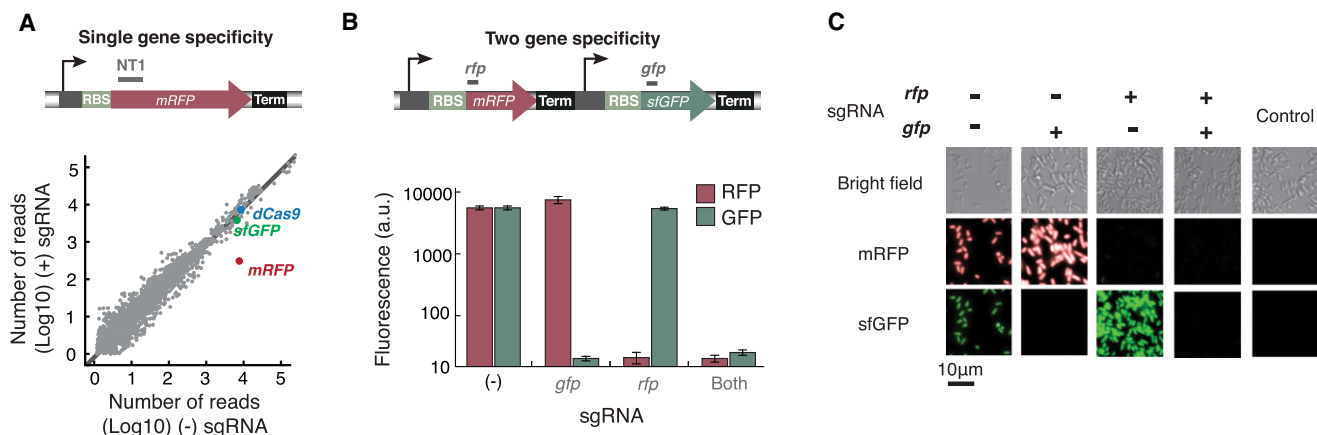 A
Single gene specificity
NT1
RBS
mRFP
Term
Number of reads
(Log10) (+) sgRNA
5
4
3
2
1
0
dCas9
sfGFP
mRFP
0 1 2 3 4 5
Number of reads
(Log10) (-) sgRNA
B
Two gene specificity
rfp
gfp
RBS
mRFP
Term
RBS
sfGFP
Term
Fluorescence (a.u.)
10000
1000
100
10
RFP
GFP
(-) gfp rfp Both
sgRNA
C
sgRNA
rfp - - + +
gfp - + - +
Control
Bright field
mRFP
sfGFP
10μm